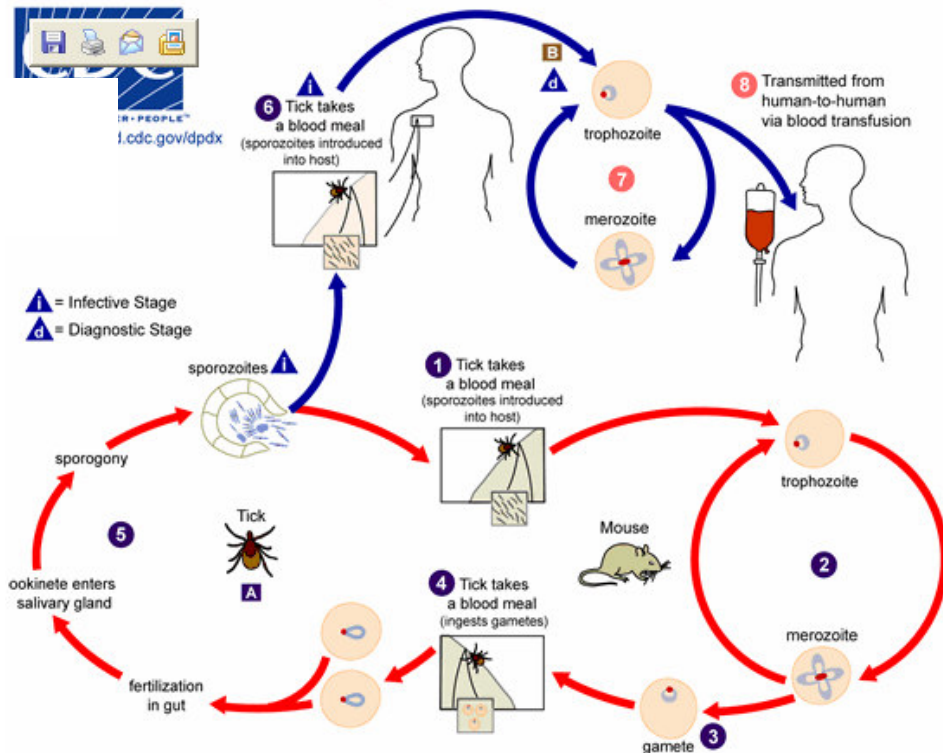 CDC
ER • PEOPLE™
d.cdc.gov/dpdx
i = Infective Stage
d = Diagnostic Stage
i
6 Tick takes
a blood meal
(sporozoites introduced
into host)
B
d
trophozoite
7
merozoite
8 Transmitted from
human-to-human
via blood transfusion
sporozoites i
1 Tick takes
a blood meal
(sporozoites introduced
into host)
trophozoite
sporogony
5
Tick
A
Mouse
2
ookinete enters
salivary gland
4 Tick takes
a blood meal
(ingests gametes)
merozoite
fertilization
in gut
gamete 3